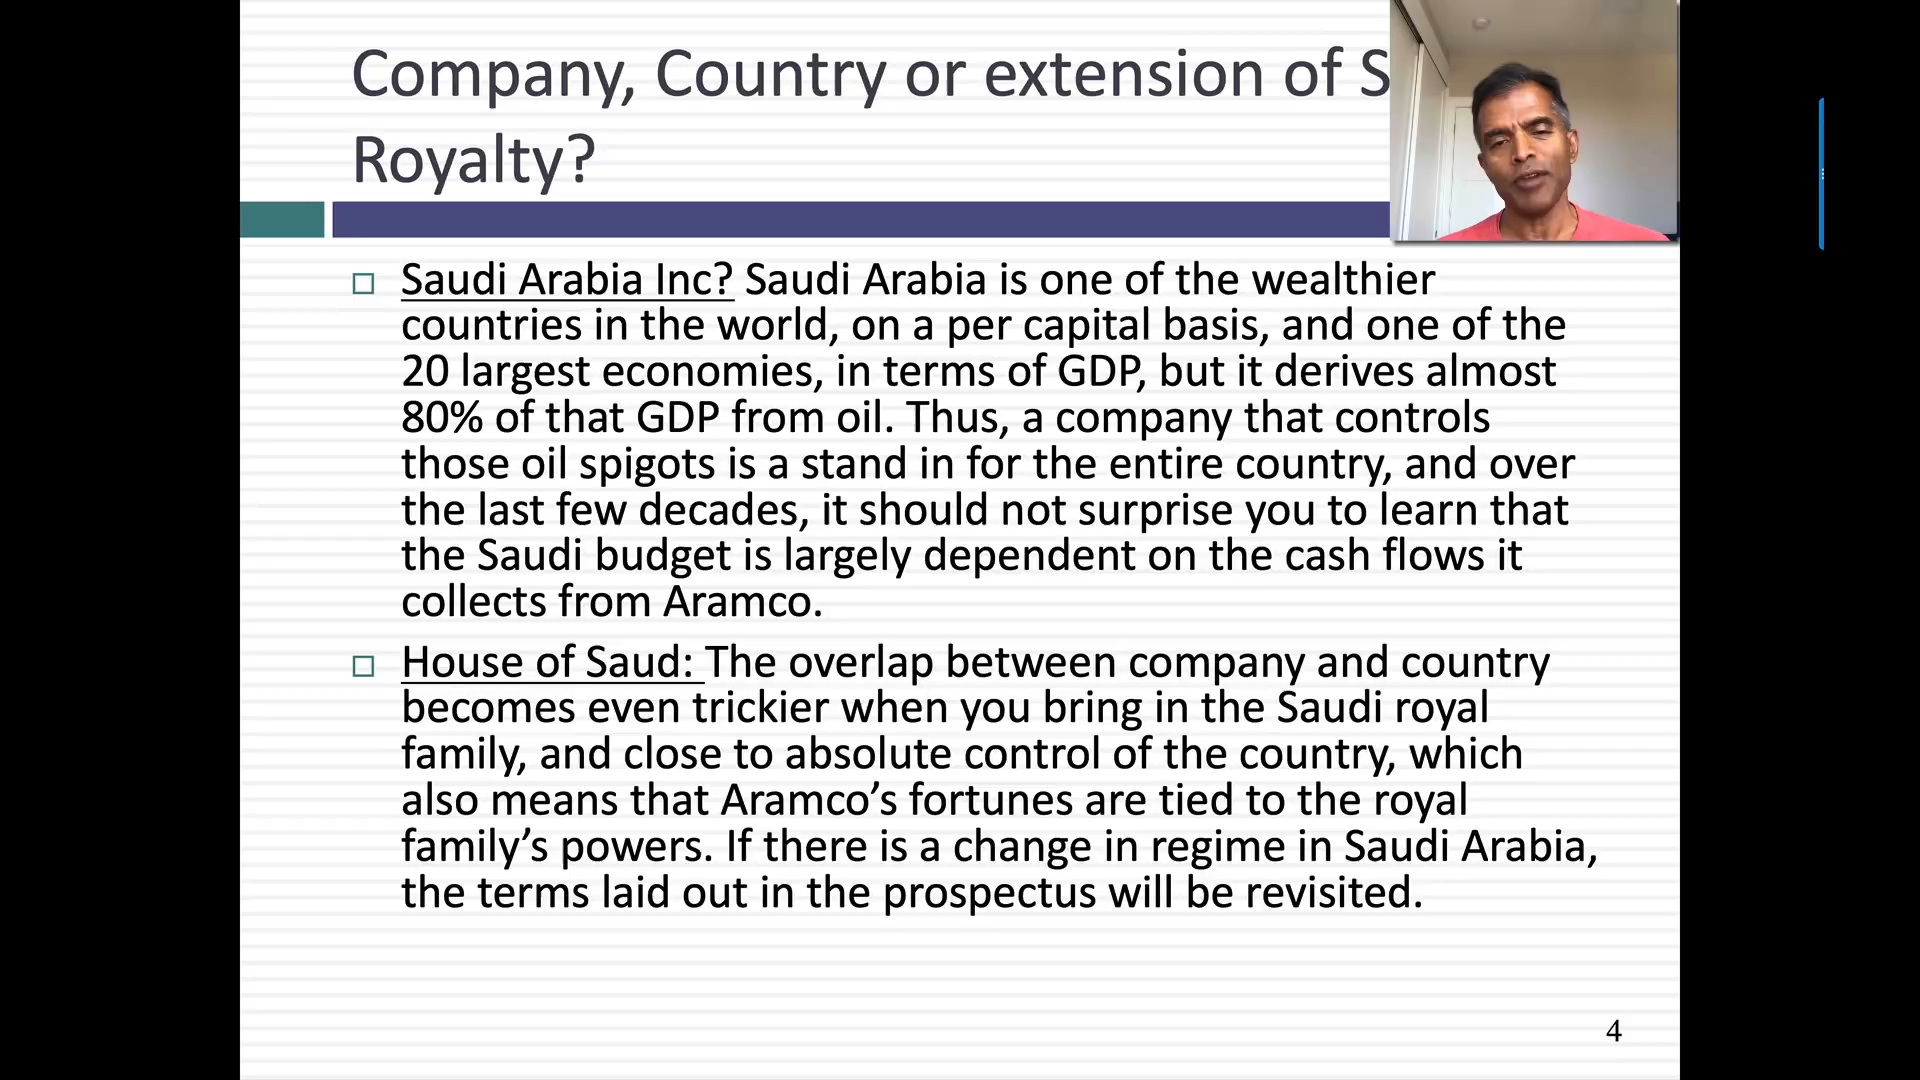 Company, Country or extension of S
Royalty?
Saudi Arabia Inc? Saudi Arabia is one of the wealthier
countries in the world, on a per capital basis, and one of the
20 largest economies, in terms of GDP, but it derives almost
80% of that GDP from oil. Thus, a company that controls
those oil spigots is a stand in for the entire country, and over
the last few decades, it should not surprise you to learn that
the Saudi budget is largely dependent on the cash flows it
collects from Aramco.
House of Saud: The overlap between company and country
becomes even trickier when you bring in the Saudi royal
family, and close to absolute control of the country, which
also means that Aramco’s fortunes are tied to the royal
family’s powers. If there is a change in regime in Saudi Arabia,
the terms laid out in the prospectus will be revisited.
4